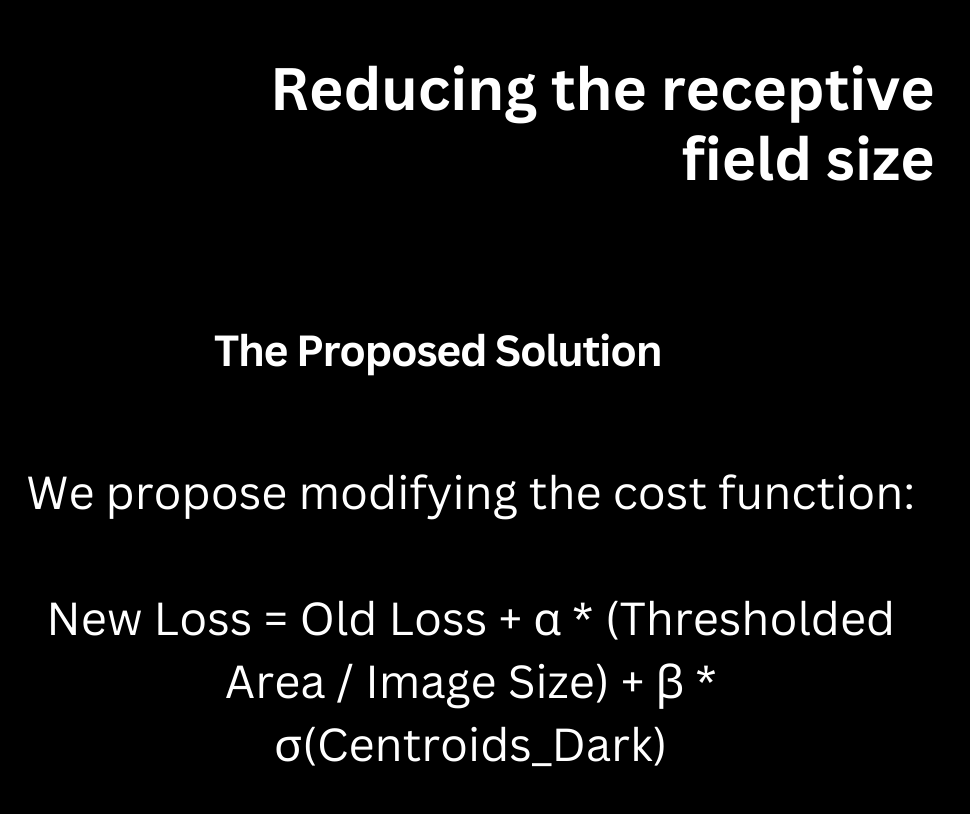 Reducing the receptive
field size
The Proposed Solution
We propose modifying the cost function:
New Loss = Old Loss + α * (Thresholded
Area / Image Size) + β *
σ(Centroids_Dark)